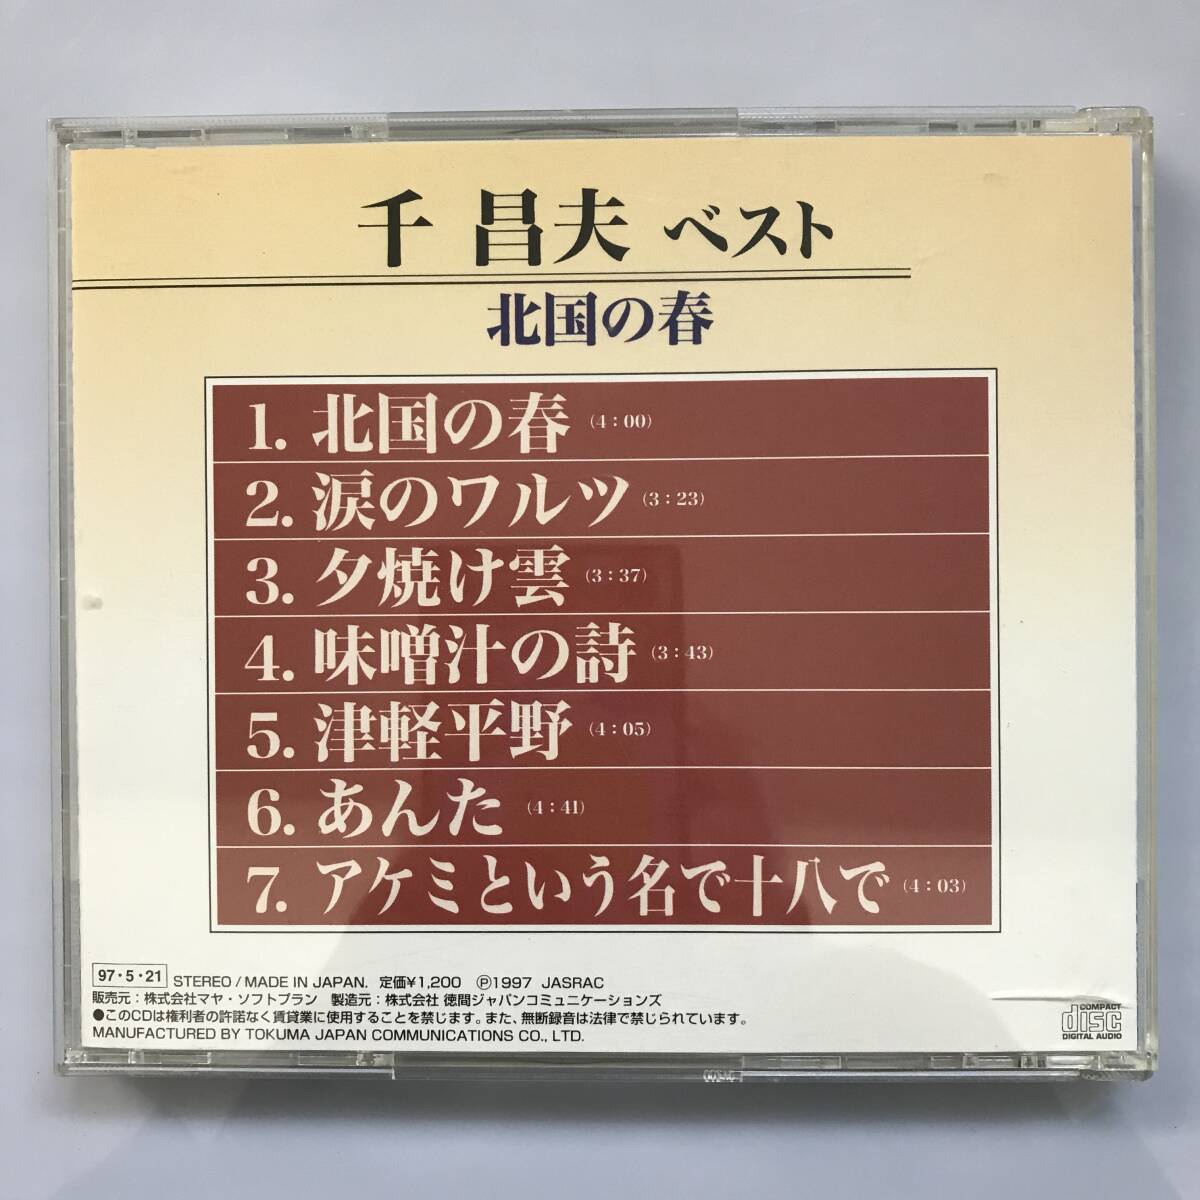 千 昌夫 ベスト
北国の春
1. 北国の春 (4:00)
2. 涙のワルツ (3:23)
3. 夕焼け雲 (3:37)
4. 味噌汁の詩 (3:43)
5. 津軽平野 (4:05)
6. あんた (4:41)
7. アケミという名で十八で (4:03)
97・5・21 STEREO / MADE IN JAPAN. 定価¥1,200 Ⓟ1997 JASRAC
販売元：株式会社マヤ・ソフトプラン 製造元：株式会社 徳間ジャパンコミュニケーションズ
●このCDは権利者の許諾なく賃貸業に使用することを禁じます。また、無断録音は法律で禁じられています。
MANUFACTURED BY TOKUMA JAPAN COMMUNICATIONS CO., LTD.
COMPACT
disc
DIGITAL AUDIO